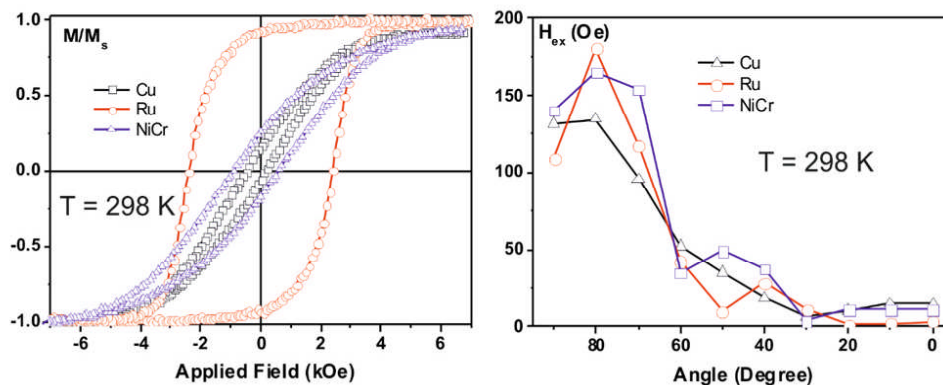 M/Mₛ
Cu
Ru
NiCr
T = 298 K
1.0
0.5
0.0
-0.5
-1.0
-6 -4 -2 0 2 4 6
Applied Field (kOe)
Hₑₓ (Oe)
Cu
Ru
NiCr
T = 298 K
200
150
100
50
0
80 60 40 20 0
Angle (Degree)